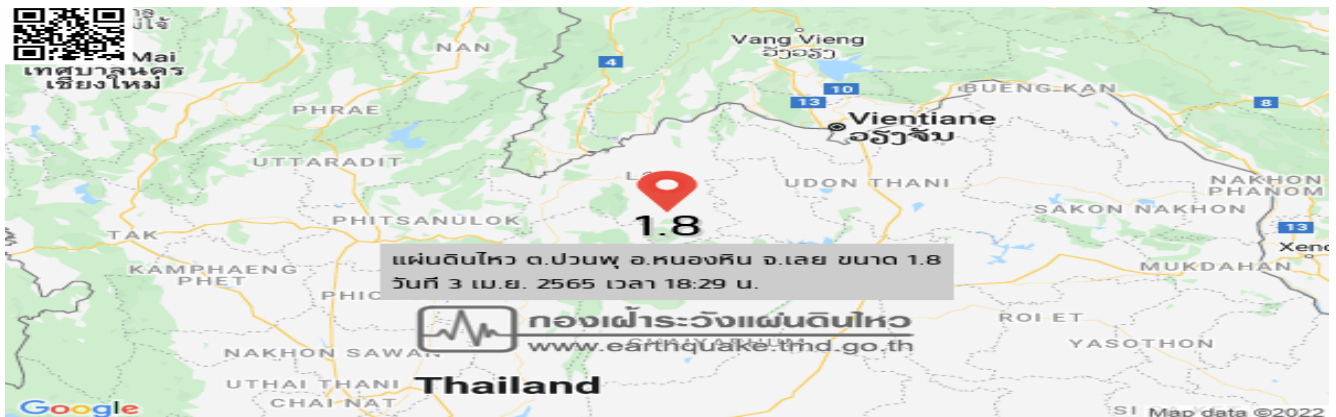 Mai
เทศบาลนคร
เชียงใหม่
NAN
Vang Vieng
ວັງວຽງ
4
10
13
BUENG KAN
8
PHRAE
Vientiane
ວຽງຈັນ
UTTARADIT
UDON THANI
NAKHON
PHANOM
PHITSANULOK
SAKON NAKHON
TAK
1.8
13
KAMPHAENG
PHET
แผ่นดินไหว ต.ปวนพุ อ.หนองหิน จ.เลย ขนาด 1.8
วันที่ 3 เม.ย. 2565 เวลา 18:29 น.
MUKDAHAN
กองเฝ้าระวังแผ่นดินไหว
www.earthquake.tmd.go.th
ROI ET
YASOTHON
NAKHON SAWAN
UTHAI THANI
Thailand
CHAI NAT
Google
Map data ©2022